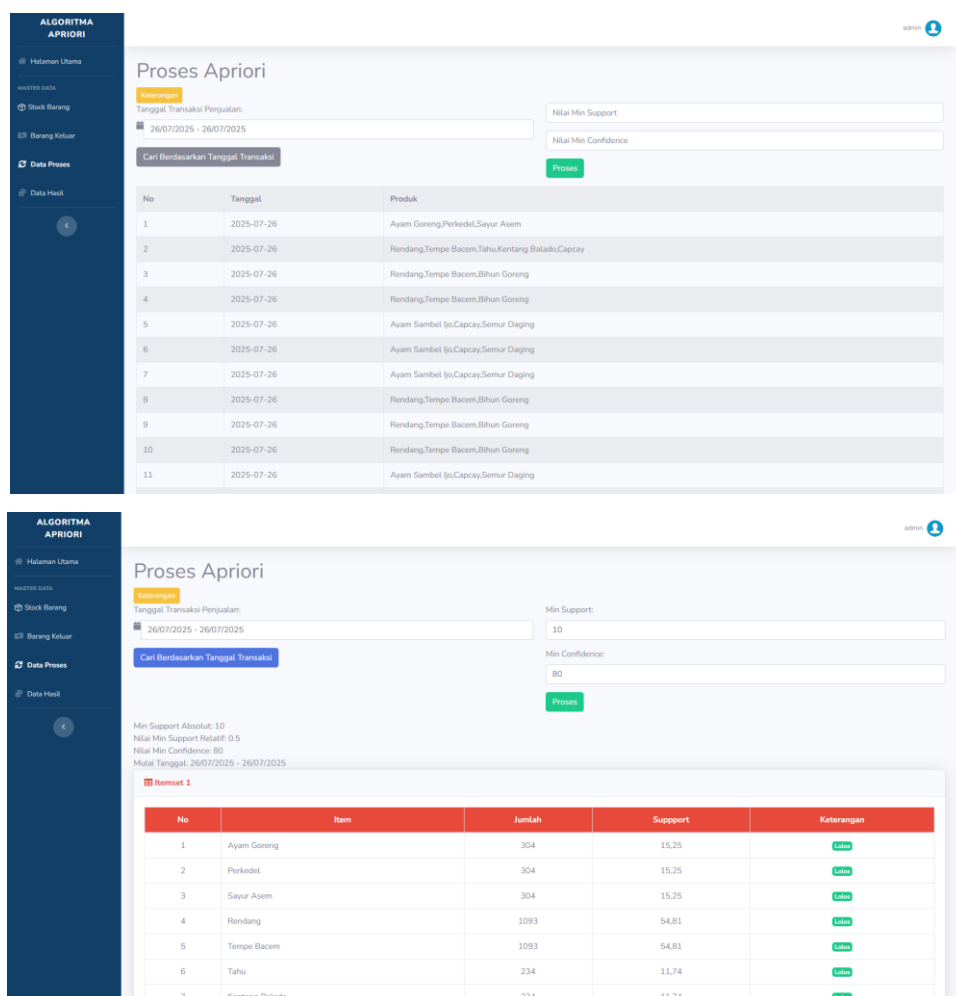 ALGORITMA
APRIORI
admin
Halaman Utama
MASTER DATA
Stock Barang
Barang Keluar
Data Proses
Data Hasil
Proses Apriori
Keterangan
Tanggal Transaksi Penjualan:
26/07/2025 - 26/07/2025
Cari Berdasarkan Tanggal Transaksi
Nilai Min Support
Nilai Min Confidence
Proses
No Tanggal Produk
1 2025-07-26 Ayam Goreng,Perkedel,Sayur Asem
2 2025-07-26 Rendang,Tempe Bacem,Tahu,Kentang Balado,Capcay
3 2025-07-26 Rendang,Tempe Bacem,Bihun Goreng
4 2025-07-26 Rendang,Tempe Bacem,Bihun Goreng
5 2025-07-26 Ayam Sambel Ijo,Capcay,Semur Daging
6 2025-07-26 Ayam Sambel Ijo,Capcay,Semur Daging
7 2025-07-26 Ayam Sambel Ijo,Capcay,Semur Daging
8 2025-07-26 Rendang,Tempe Bacem,Bihun Goreng
9 2025-07-26 Rendang,Tempe Bacem,Bihun Goreng
10 2025-07-26 Rendang,Tempe Bacem,Bihun Goreng
11 2025-07-26 Ayam Sambel Ijo,Capcay,Semur Daging
ALGORITMA
APRIORI
admin
Halaman Utama
MASTER DATA
Stock Barang
Barang Keluar
Data Proses
Data Hasil
Proses Apriori
Keterangan
Tanggal Transaksi Penjualan:
26/07/2025 - 26/07/2025
Cari Berdasarkan Tanggal Transaksi
Min Support:
10
Min Confidence:
80
Proses
Min Support Absolut: 10
Nilai Min Support Relatif: 0.5
Nilai Min Confidence: 80
Mulai Tanggal: 26/07/2025 - 26/07/2025
Itemset 1
No Item Jumlah Suppport Keterangan
1 Ayam Goreng 304 15,25 Lolos
2 Perkedel 304 15,25 Lolos
3 Sayur Asem 304 15,25 Lolos
4 Rendang 1093 54,81 Lolos
5 Tempe Bacem 1093 54,81 Lolos
6 Tahu 234 11,74 Lolos